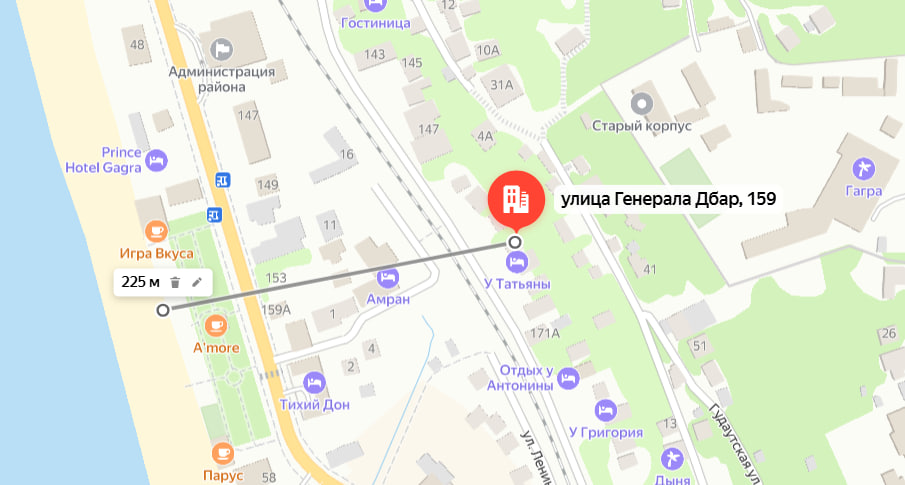 Гостиница
48
143
12
10А
145
Администрация
района
31А
147
147
4А
Старый корпус
16
Prince
Hotel Gagra
149
Гагра
улица Генерала Дбар, 159
11
Игра Вкуса
41
225 м
153
Амран
У Татьяны
159А
1
A'more
171А
26
51
4
2
Отдых у
Антонины
Тихий Дон
Гудаутская ул.
13
У Григория
ул. Ленин
Парус
58
Дыня